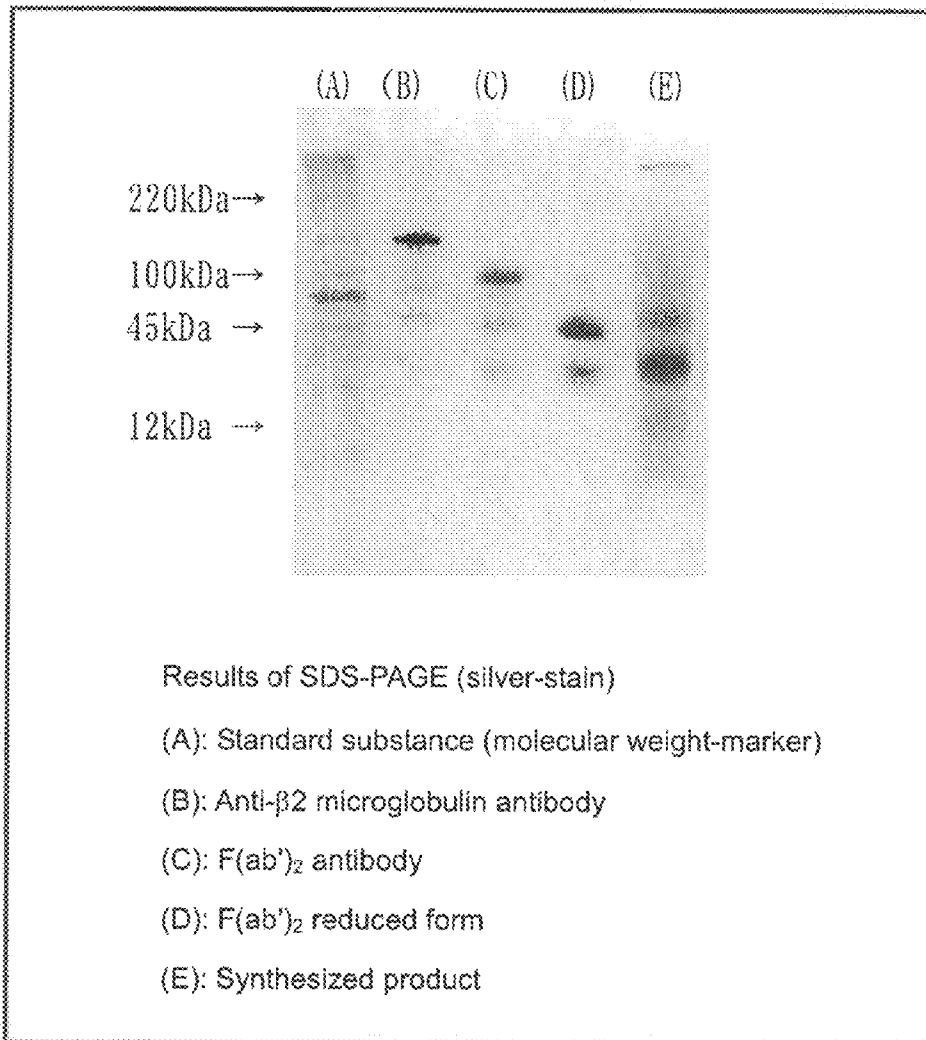 (A) (B) (C) (D) (E)
220kDa→
100kDa→
45kDa →
12kDa →
Results of SDS-PAGE (silver-stain)
(A): Standard substance (molecular weight-marker)
(B): Anti-β2 microglobulin antibody
(C): F(ab')₂ antibody
(D): F(ab')₂ reduced form
(E): Synthesized product